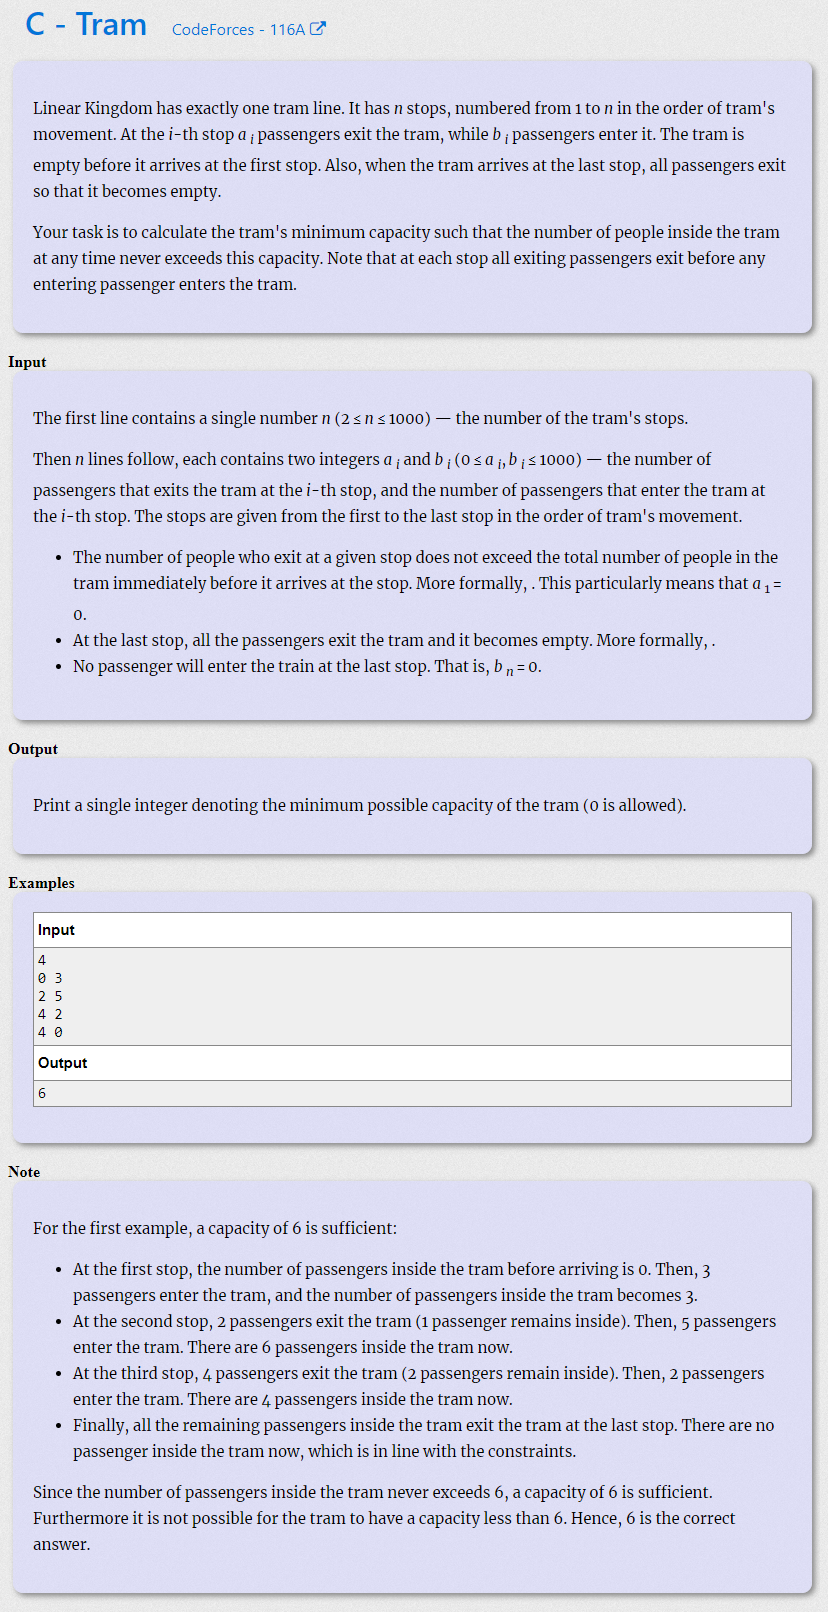 C - Tram CodeForces - 116A
Linear Kingdom has exactly one tram line. It has n stops, numbered from 1 to n in the order of tram's
movement. At the i-th stop a i passengers exit the tram, while b i passengers enter it. The tram is
empty before it arrives at the first stop. Also, when the tram arrives at the last stop, all passengers exit
so that it becomes empty.
Your task is to calculate the tram's minimum capacity such that the number of people inside the tram
at any time never exceeds this capacity. Note that at each stop all exiting passengers exit before any
entering passenger enters the tram.
Input
The first line contains a single number n (2 ≤ n ≤ 1000) — the number of the tram's stops.
Then n lines follow, each contains two integers a i and b i (0 ≤ a i, b i ≤ 1000) — the number of
passengers that exits the tram at the i-th stop, and the number of passengers that enter the tram at
the i-th stop. The stops are given from the first to the last stop in the order of tram's movement.
• The number of people who exit at a given stop does not exceed the total number of people in the
tram immediately before it arrives at the stop. More formally, . This particularly means that a 1 =
0.
• At the last stop, all the passengers exit the tram and it becomes empty. More formally, .
• No passenger will enter the train at the last stop. That is, b n = 0.
Output
Print a single integer denoting the minimum possible capacity of the tram (0 is allowed).
Examples
Input
4
0 3
2 5
4 2
4 0
Output
6
Note
For the first example, a capacity of 6 is sufficient:
• At the first stop, the number of passengers inside the tram before arriving is 0. Then, 3
passengers enter the tram, and the number of passengers inside the tram becomes 3.
• At the second stop, 2 passengers exit the tram (1 passenger remains inside). Then, 5 passengers
enter the tram. There are 6 passengers inside the tram now.
• At the third stop, 4 passengers exit the tram (2 passengers remain inside). Then, 2 passengers
enter the tram. There are 4 passengers inside the tram now.
• Finally, all the remaining passengers inside the tram exit the tram at the last stop. There are no
passenger inside the tram now, which is in line with the constraints.
Since the number of passengers inside the tram never exceeds 6, a capacity of 6 is sufficient.
Furthermore it is not possible for the tram to have a capacity less than 6. Hence, 6 is the correct
answer.